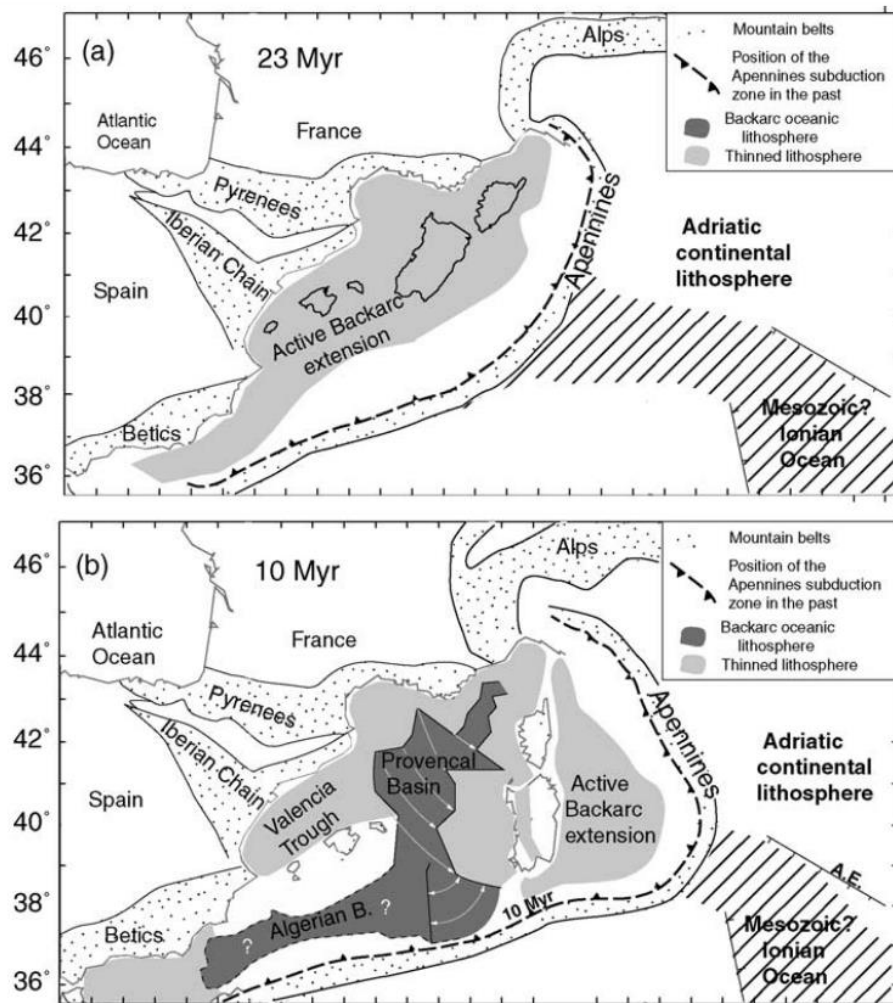 (a)
23 Myr
46°
44°
42°
40°
38°
36°
Atlantic
Ocean
France
Alps
Pyrenees
Iberian Chain
Spain
Betics
Active Backarc
extension
Apennines
Adriatic
continental
lithosphere
Mesozoic?
Ionian
Ocean
Mountain belts
Position of the
Apennines subduction
zone in the past
Backarc oceanic
lithosphere
Thinned lithosphere
(b)
10 Myr
46°
44°
42°
40°
38°
36°
Atlantic
Ocean
France
Alps
Pyrenees
Iberian Chain
Spain
Betics
Valencia
Trough
Provencal
Basin
Algerian B.
?
?
10 Myr
Active
Backarc
extension
Apennines
Adriatic
continental
lithosphere
A.E.
Mesozoic?
Ionian
Ocean
Mountain belts
Position of the
Apennines subduction
zone in the past
Backarc oceanic
lithosphere
Thinned lithosphere